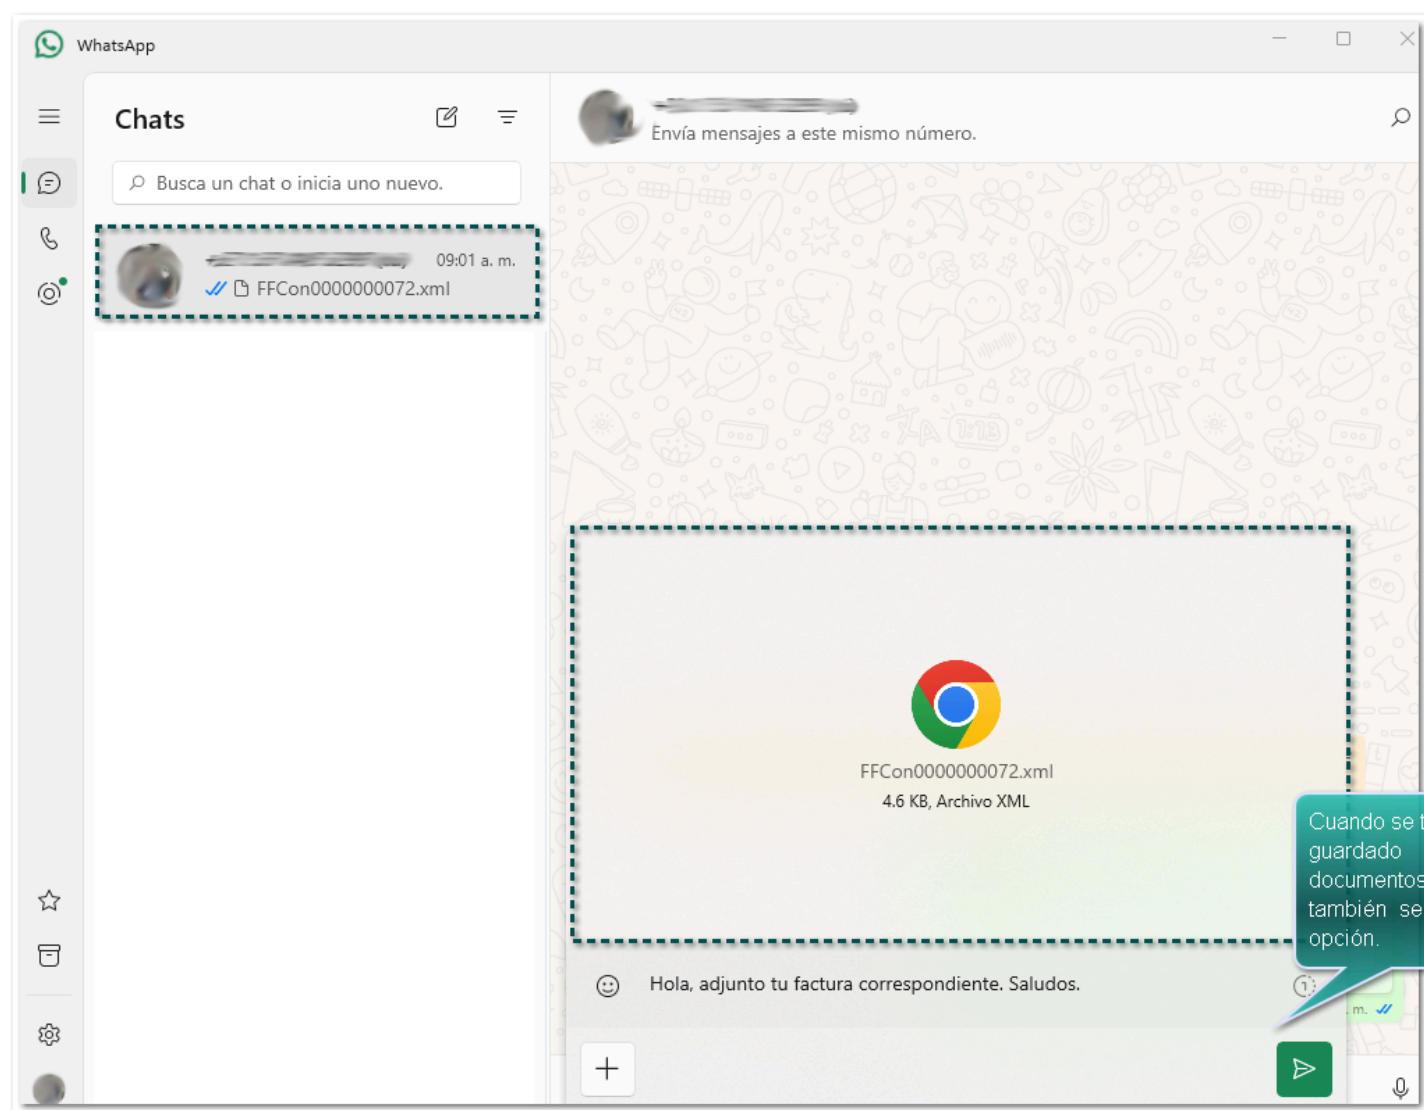 WhatsApp
Chats
Envía mensajes a este mismo número.
Busca un chat o inicia uno nuevo.
09:01 a. m.
FFCon0000000072.xml
FFCon0000000072.xml
4.6 KB, Archivo XML
Cuando se
guardado
documentos
también se
opción.
Hola, adjunto tu factura correspondiente. Saludos.
m.